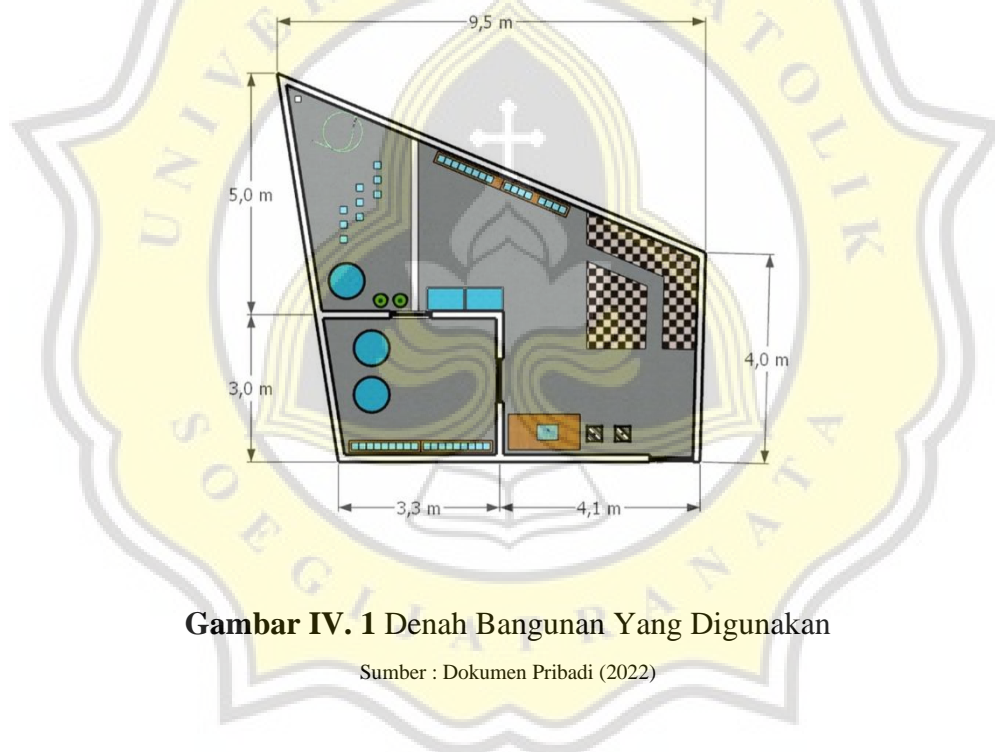 9,5 m
5,0 m
3,0 m
4,0 m
3,3 m
4,1 m
Gambar IV. 1 Denah Bangunan Yang Digunakan
Sumber : Dokumen Pribadi (2022)
SOEGIJAPRANATA